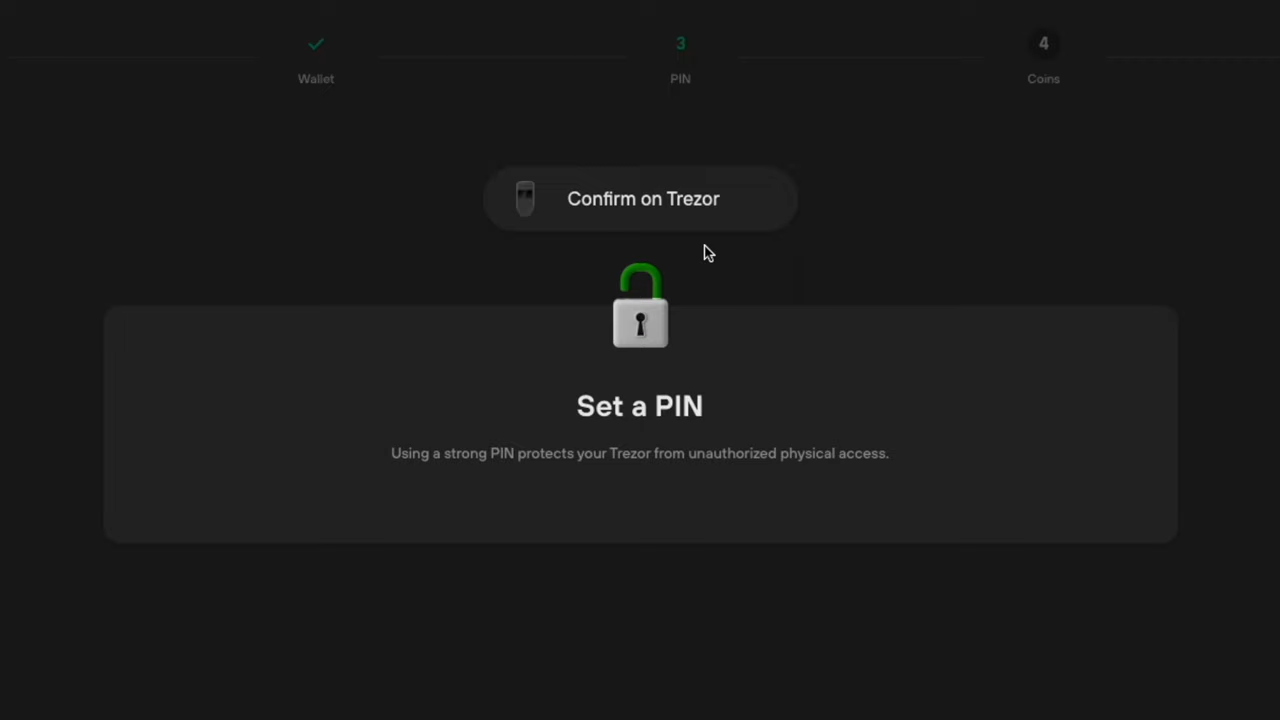 3
4
Wallet
PIN
Coins
Confirm on Trezor
Set a PIN
Using a strong PIN protects your Trezor from unauthorized physical access.